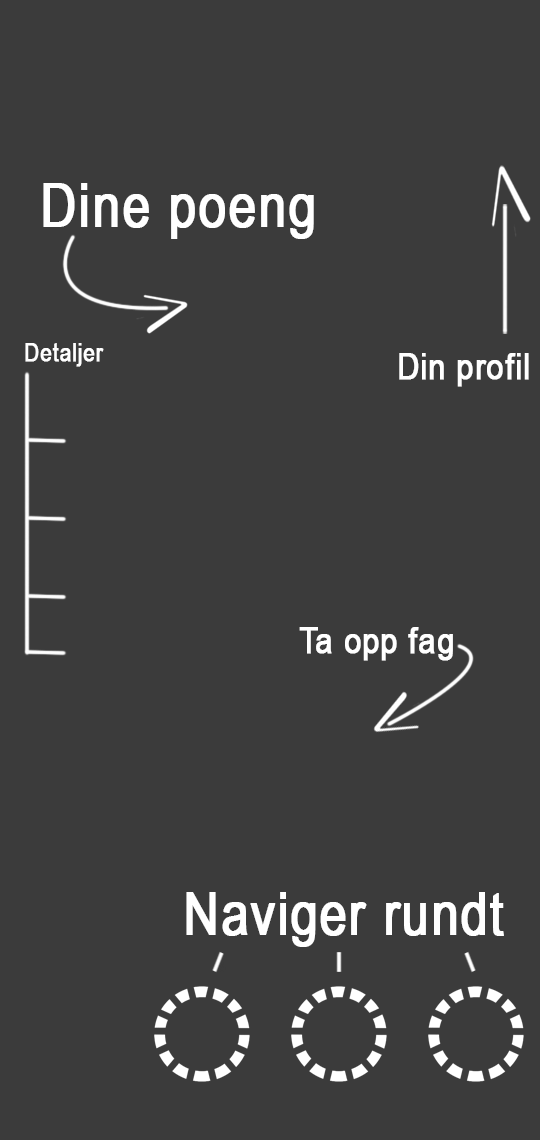 Dine poeng
Detaljer
Din profil
Ta opp fag
Naviger rundt